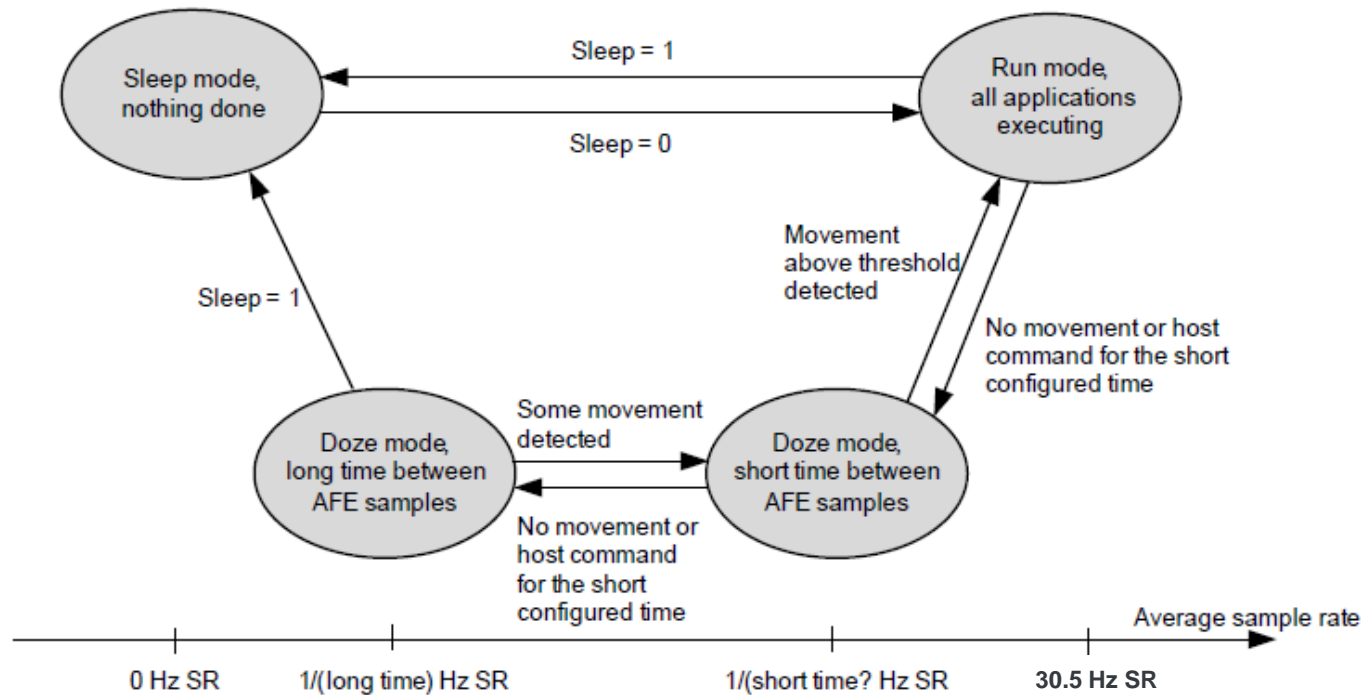 Sleep = 1
Sleep mode,
nothing done
Run mode,
all applications
executing
Sleep = 0
Movement
above threshold
detected
Sleep = 1
No movement or host
command for the short
configured time
Some movement
detected
Doze mode,
long time between
AFE samples
Doze mode,
short time between
AFE samples
No movement or
host command
for the short
configured time
Average sample rate
0 Hz SR
1/(long time) Hz SR
1/(short time? Hz SR
30.5 Hz SR